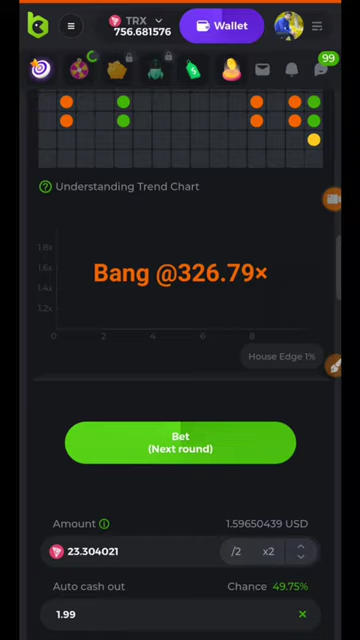 TRX
756.681576
Wallet
99
Understanding Trend Chart
1.8x
1.6x
1.4x
1.2x
Bang @326.79×
0 2 4 6 8
House Edge 1%
Bet
(Next round)
Amount 1.59650439 USD
23.304021 /2 x2
Auto cash out Chance 49.75%
1.99 ×